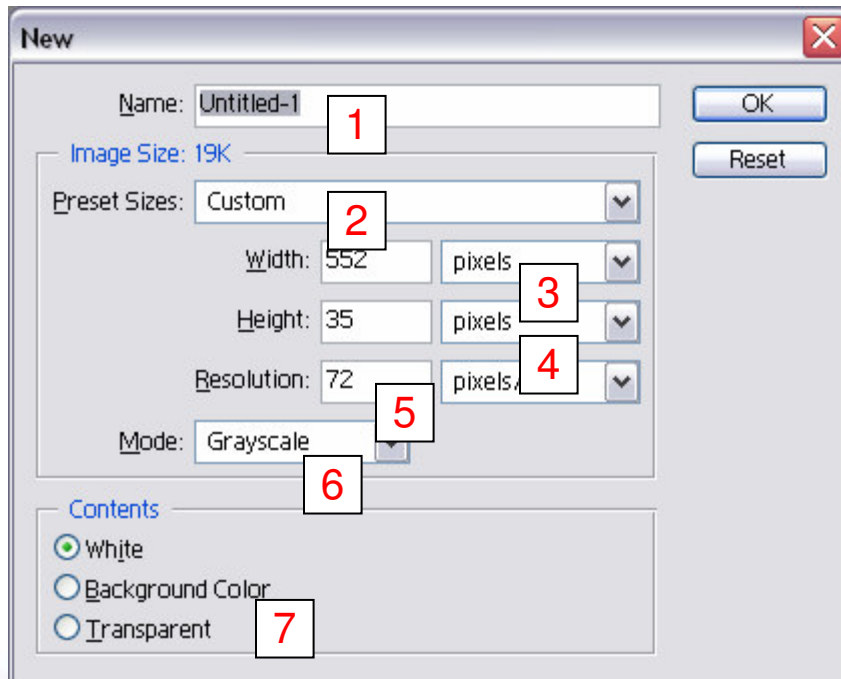 New
Name: Untitled-1
1
OK
Image Size: 19K
Reset
Preset Sizes: Custom
2
Width: 552 pixels
3
Height: 35 pixels
4
Resolution: 72 pixels/
5
Mode: Grayscale
6
Contents
White
Background Color
Transparent
7